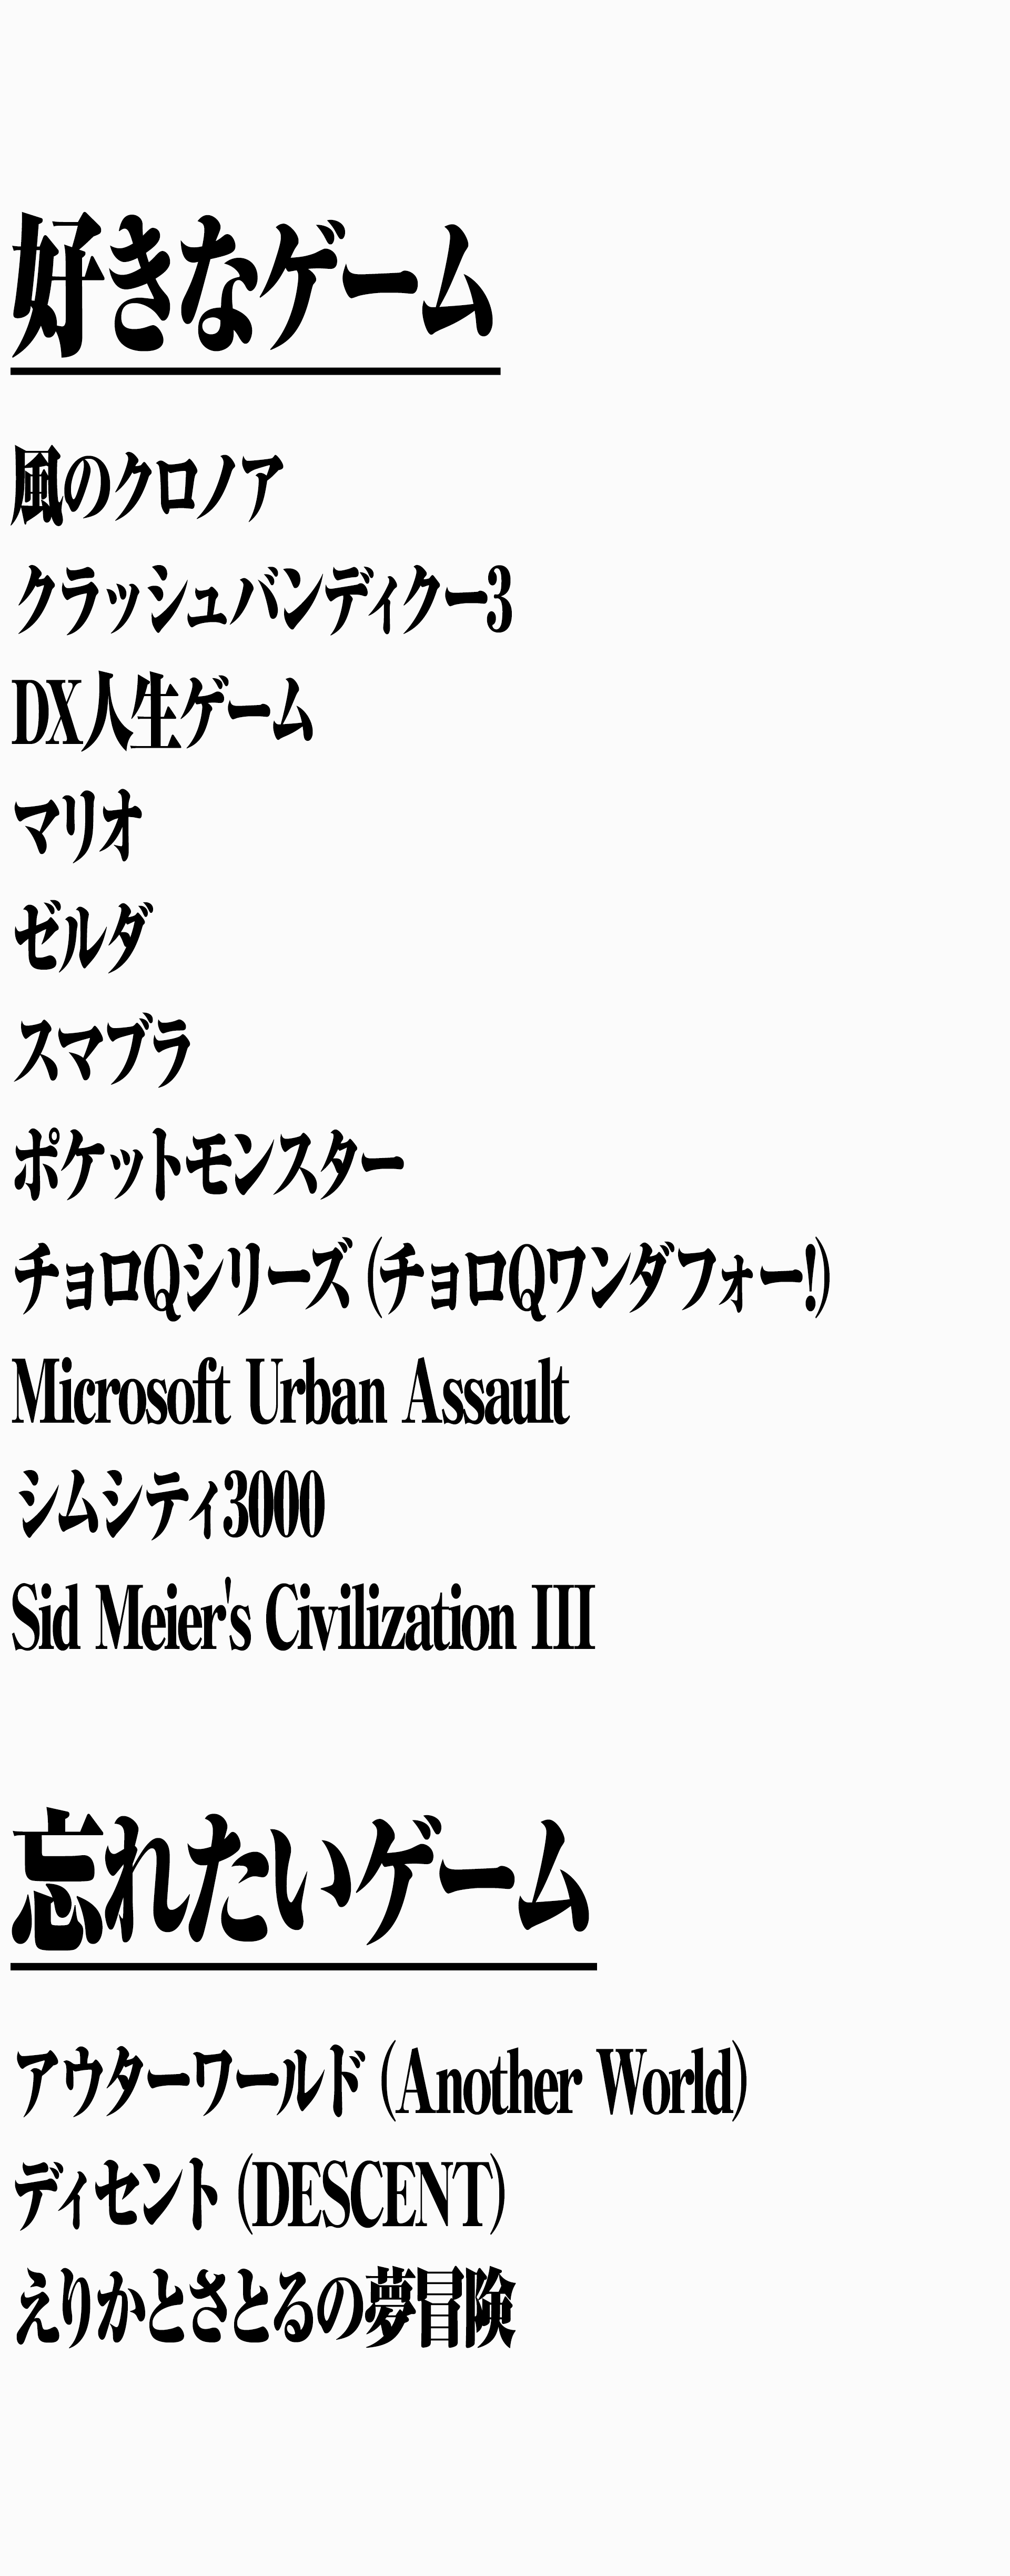 好きなゲーム
風のクロノア
クラッシュバンディクー3
DX人生ゲーム
マリオ
ゼルダ
スマブラ
ポケットモンスター
チョロQシリーズ (チョロQワンダフォー!)
Microsoft Urban Assault
シムシティ3000
Sid Meier's Civilization III
忘れたいゲーム
アウターワールド (Another World)
ディセント (DESCENT)
えりかとさとるの夢冒険